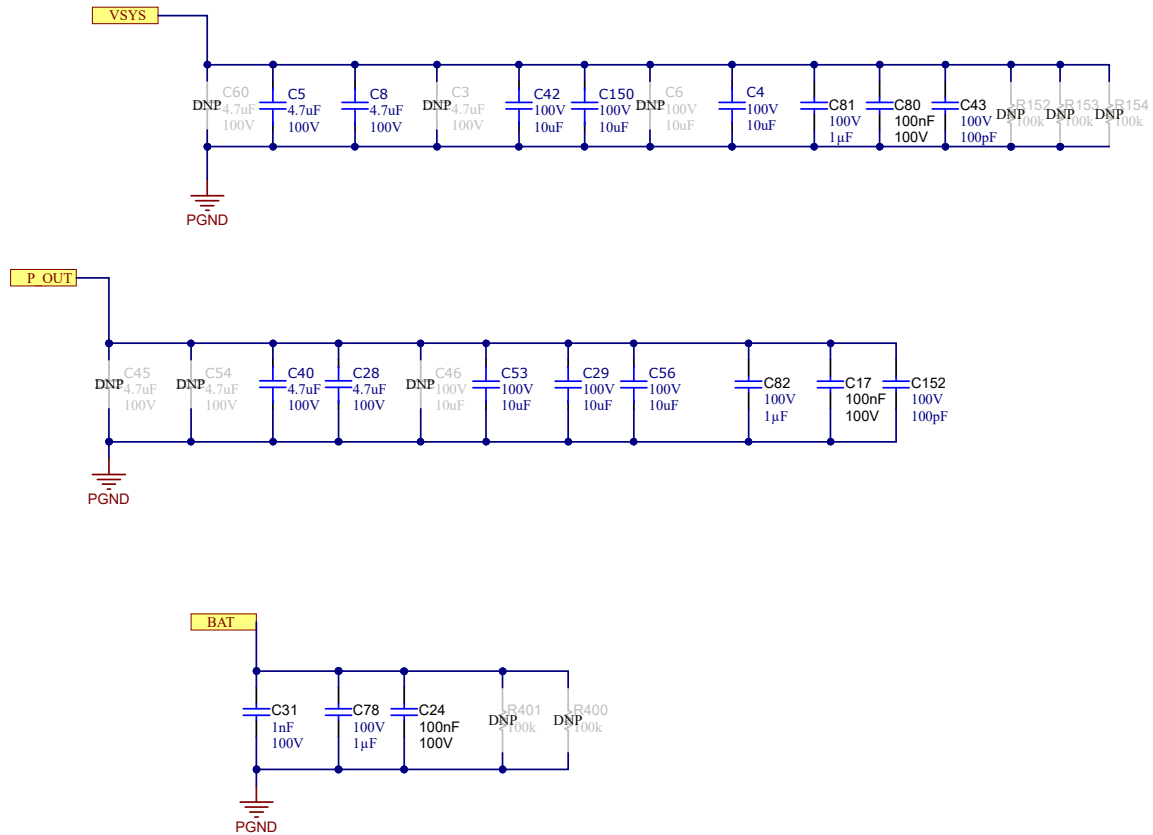 VSYS
DNP
C60
4.7uF
100V
C5
4.7uF
100V
C8
4.7uF
100V
DNP
C3
4.7uF
100V
C42
100V
10uF
C150
100V
10uF
DNP
C6
100V
10uF
C4
100V
10uF
C81
100V
1µF
C80
100nF
100V
C43
100V
100pF
DNP
R152
100k
DNP
R153
100k
DNP
R154
100k
PGND
P_OUT
DNP
C45
4.7uF
100V
DNP
C54
4.7uF
100V
C40
4.7uF
100V
C28
4.7uF
100V
DNP
C46
100V
10uF
C53
100V
10uF
C29
100V
10uF
C56
100V
10uF
C82
100V
1µF
C17
100nF
100V
C152
100V
100pF
PGND
BAT
C31
1nF
100V
C78
100V
1µF
C24
100nF
100V
DNP
R401
100k
DNP
R400
100k
PGND